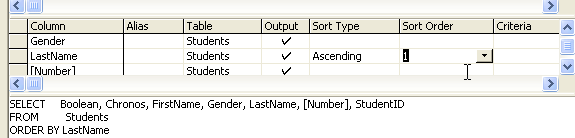 Column Alias Table Output Sort Type Sort Order Criteria
Gender Students
LastName Students Ascending 1
[Number] Students
SELECT Boolean, Chronos, FirstName, Gender, LastName, [Number], StudentID
FROM Students
ORDER BY LastName